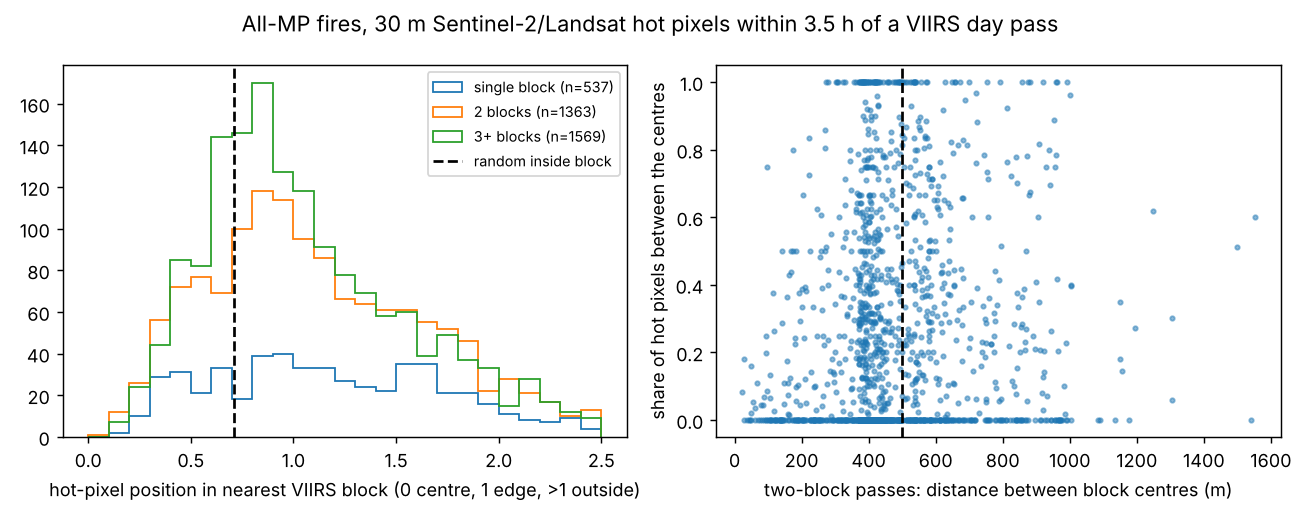 All-MP fires, 30 m Sentinel-2/Landsat hot pixels within 3.5 h of a VIIRS day pass
single block (n=537)
2 blocks (n=1363)
3+ blocks (n=1569)
random inside block
160
140
120
100
80
60
40
20
0
0.0 0.5 1.0 1.5 2.0 2.5
hot-pixel position in nearest VIIRS block (0 centre, 1 edge, >1 outside)
share of hot pixels between the centres
1.0
0.8
0.6
0.4
0.2
0.0
0 200 400 600 800 1000 1200 1400 1600
two-block passes: distance between block centres (m)